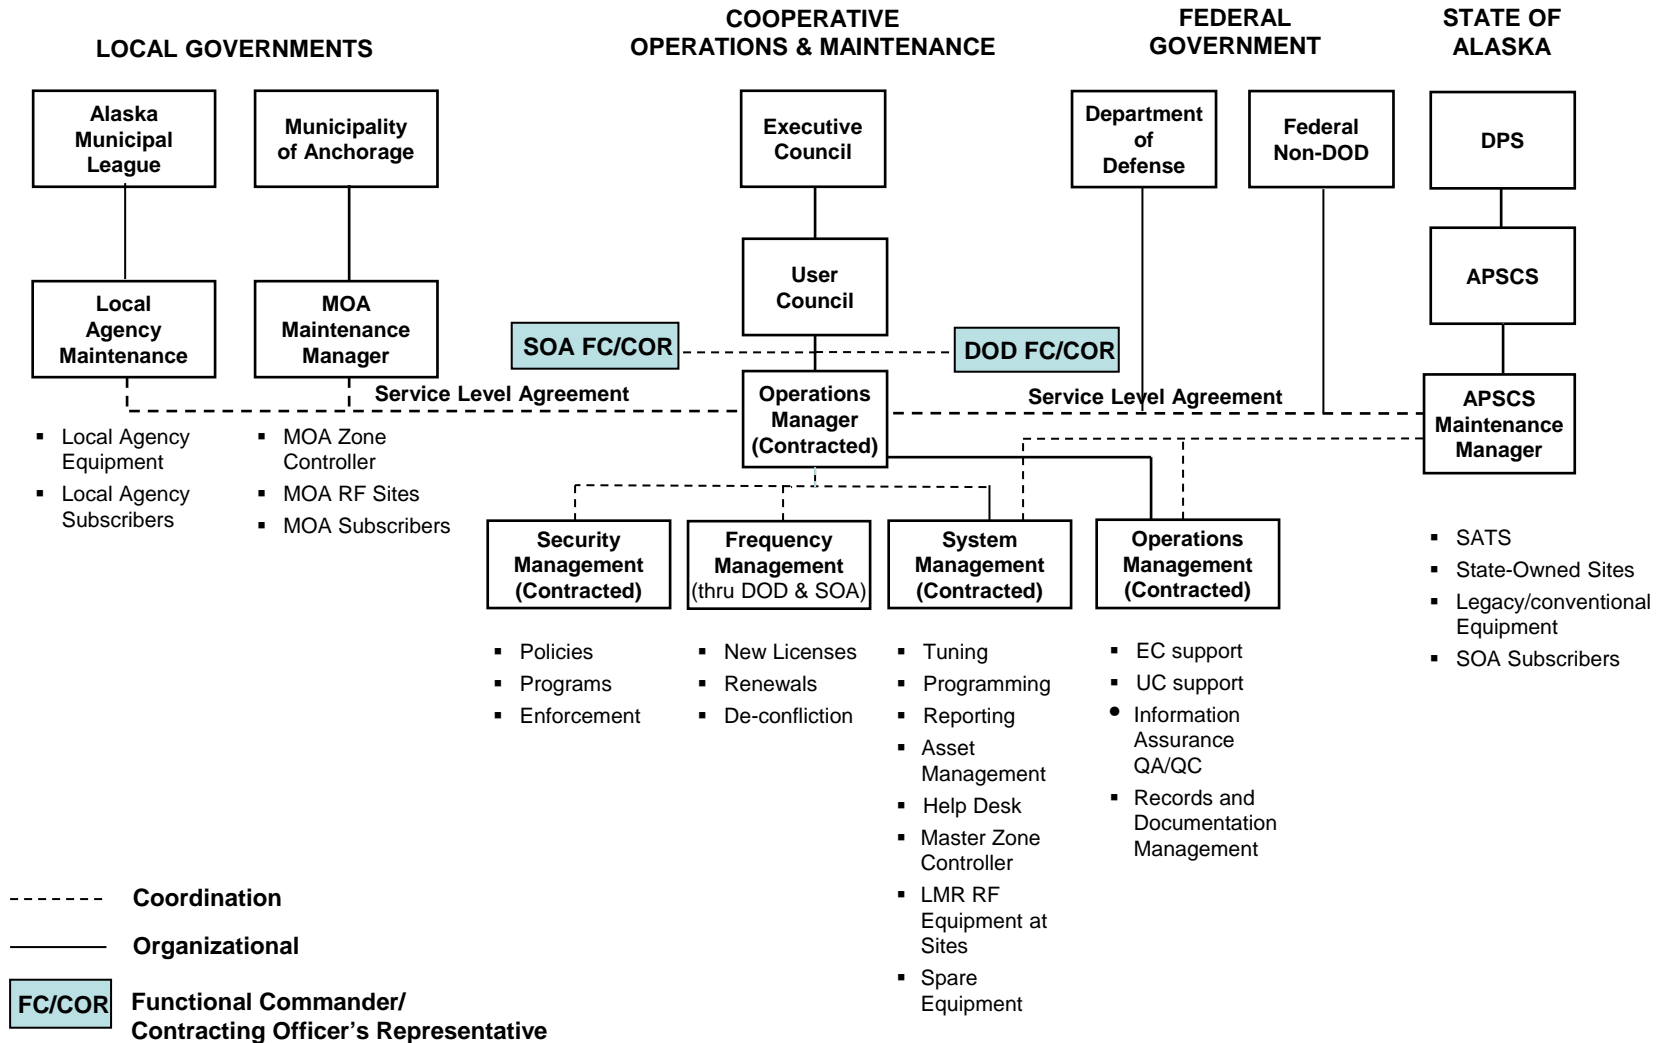 LOCAL GOVERNMENTS
COOPERATIVE
OPERATIONS & MAINTENANCE
FEDERAL
GOVERNMENT
STATE OF
ALASKA
Alaska
Municipal
League
Municipality
of Anchorage
Executive
Council
Department
of
Defense
Federal
Non-DOD
DPS
Local
Agency
Maintenance
MOA
Maintenance
Manager
User
Council
APSCS
SOA FC/COR
DOD FC/COR
Service Level Agreement
Operations
Manager
(Contracted)
Service Level Agreement
APSCS
Maintenance
Manager
▪ Local Agency
Equipment
▪ Local Agency
Subscribers
▪ MOA Zone
Controller
▪ MOA RF Sites
▪ MOA Subscribers
Security
Management
(Contracted)
Frequency
Management
(thru DOD & SOA)
System
Management
(Contracted)
Operations
Management
(Contracted)
▪ SATS
▪ State-Owned Sites
▪ Legacy/conventional
Equipment
▪ SOA Subscribers
▪ Policies
▪ Programs
▪ Enforcement
▪ New Licenses
▪ Renewals
▪ De-confliction
▪ Tuning
▪ Programming
▪ Reporting
▪ Asset
Management
▪ Help Desk
▪ Master Zone
Controller
▪ LMR RF
Equipment at
Sites
▪ Spare
Equipment
▪ EC support
▪ UC support
• Information
Assurance
QA/QC
▪ Records and
Documentation
Management
Coordination
Organizational
FC/COR
Functional Commander/
Contracting Officer’s Representative